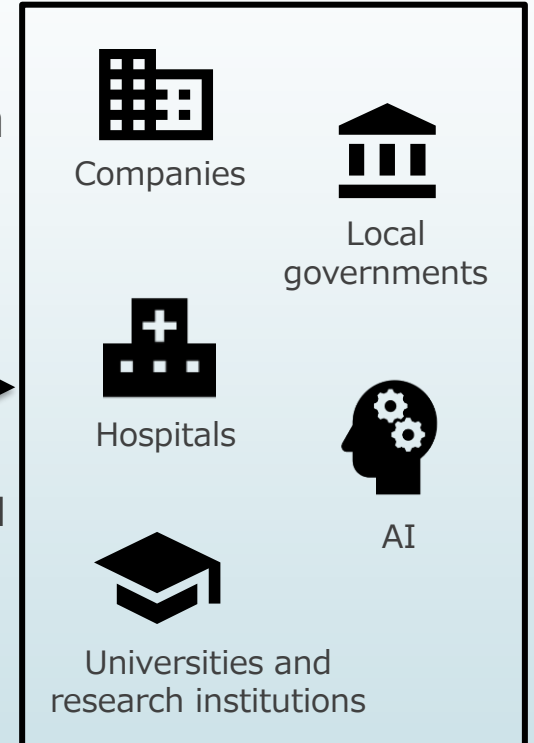 Companies
Local
governments
Hospitals
AI
Universities and
research institutions